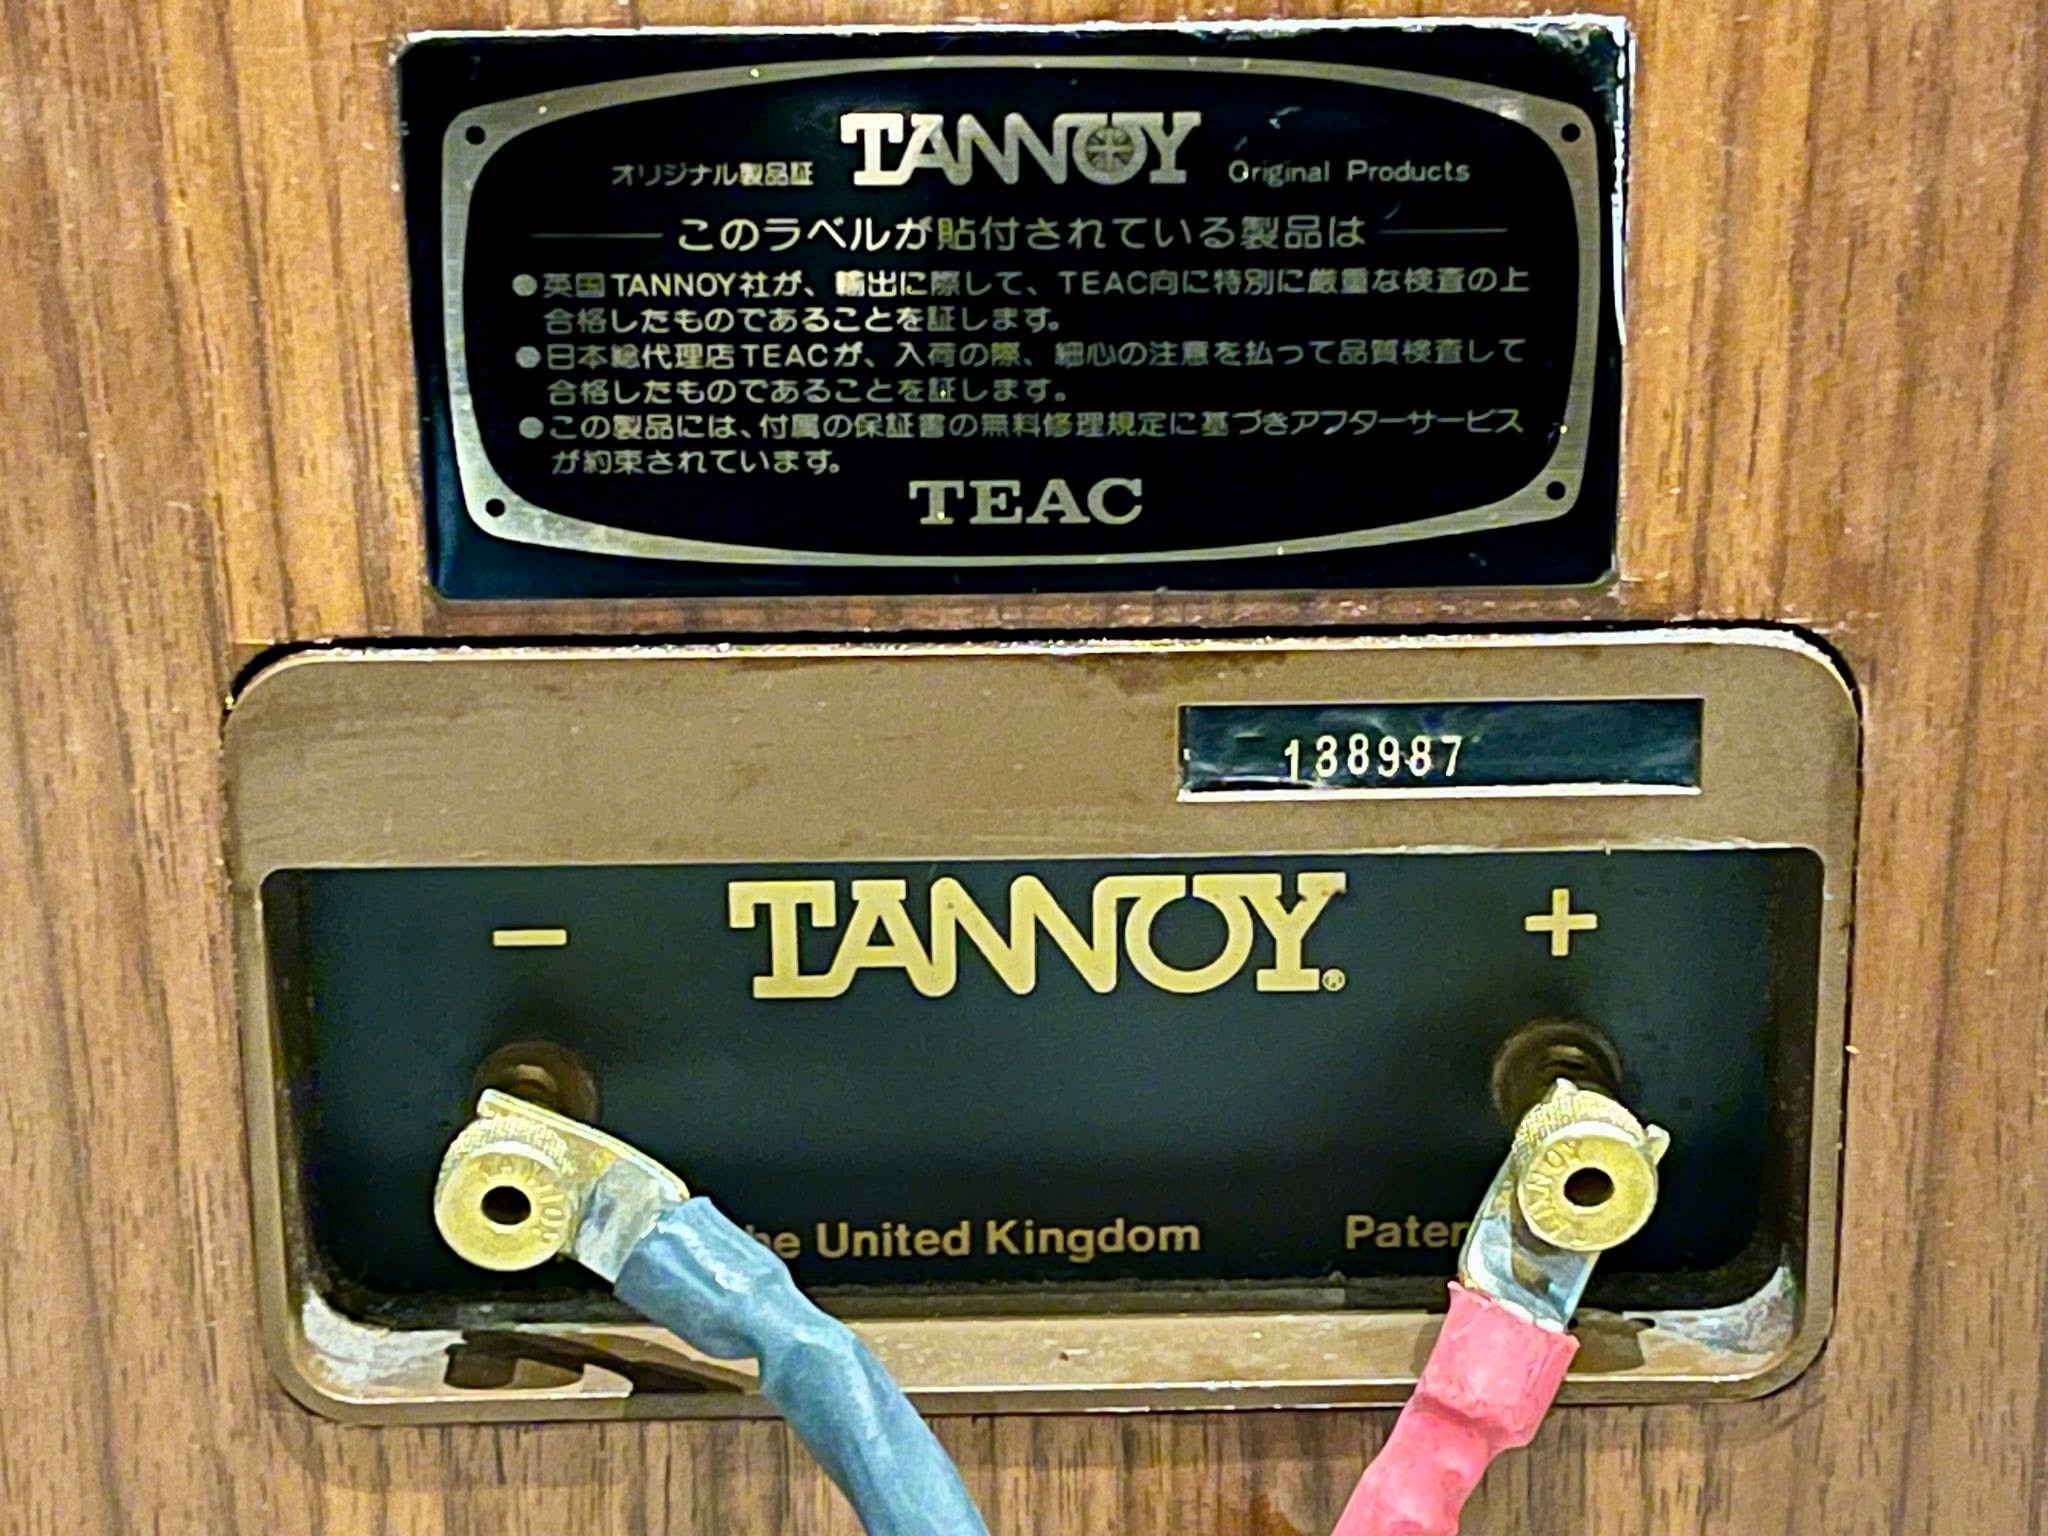 オリジナル製品証 TANNOY Original Products
このラベルが貼付されている製品は
●英国TANNOY社が、輸出に際して、TEAC向に特別に厳重な検査の上
合格したものであることを証します。
●日本総代理店TEACが、入荷の際、細心の注意を払って品質検査して
合格したものであることを証します。
●この製品には、付属の保証書の無料修理規定に基づきアフターサービス
が約束されています。
TEAC
138987
− TANNOY® +
United Kingdom